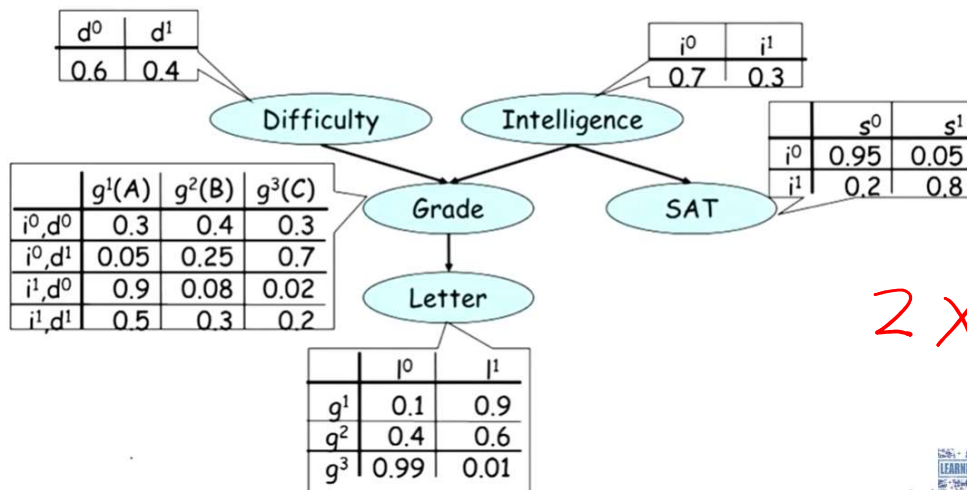 d⁰ d¹
0.6 0.4
i⁰ i¹
0.7 0.3
Difficulty
Intelligence
s⁰ s¹
i⁰ 0.95 0.05
i¹ 0.2 0.8
g¹(A) g²(B) g³(C)
i⁰,d⁰ 0.3 0.4 0.3
i⁰,d¹ 0.05 0.25 0.7
i¹,d⁰ 0.9 0.08 0.02
i¹,d¹ 0.5 0.3 0.2
Grade
SAT
Letter
2 x
l⁰ l¹
g¹ 0.1 0.9
g² 0.4 0.6
g³ 0.99 0.01